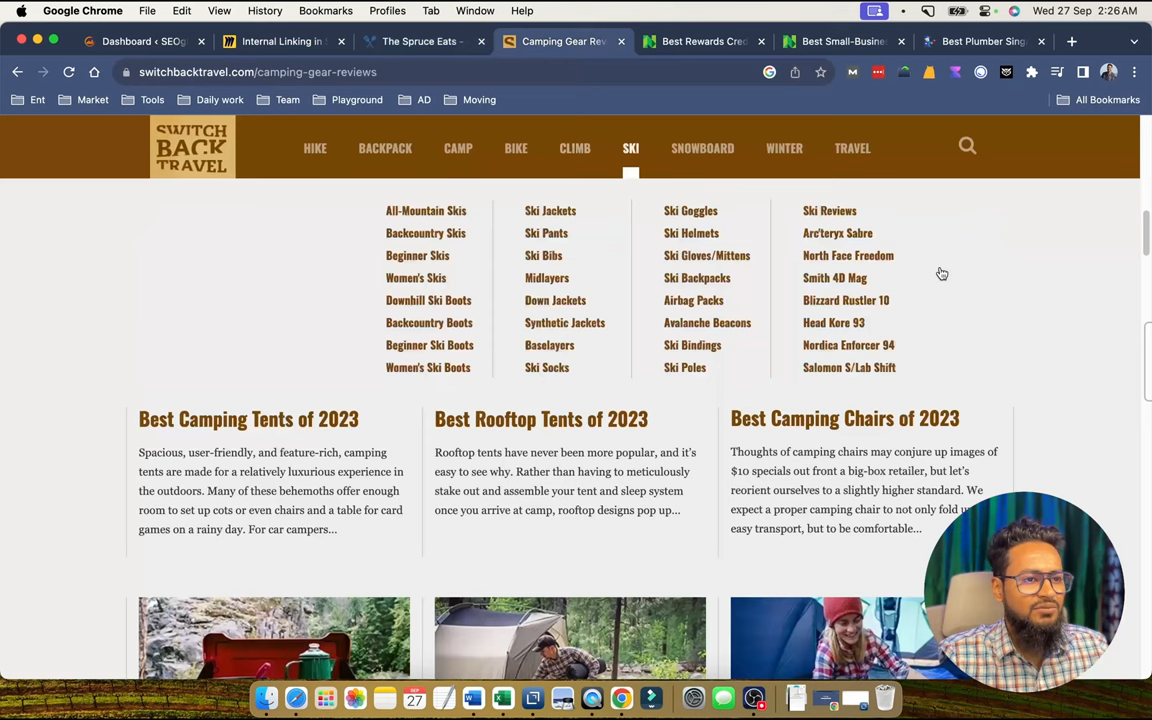 Google Chrome File Edit View History Bookmarks Profiles Tab Window Help Wed 27 Sep 2:26 AM
Dashboard ‹ SEOg Internal Linking in The Spruce Eats - Camping Gear Rev Best Rewards Cred Best Small-Busine Best Plumber Sing
switchbacktravel.com/camping-gear-reviews
Ent Market Tools Daily work Team Playground AD Moving All Bookmarks
SWITCH
BACK
TRAVEL
HIKE BACKPACK CAMP BIKE CLIMB SKI SNOWBOARD WINTER TRAVEL
All-Mountain Skis Ski Jackets Ski Goggles Ski Reviews
Backcountry Skis Ski Pants Ski Helmets Arc'teryx Sabre
Beginner Skis Ski Bibs Ski Gloves/Mittens North Face Freedom
Women's Skis Midlayers Ski Backpacks Smith 4D Mag
Downhill Ski Boots Down Jackets Airbag Packs Blizzard Rustler 10
Backcountry Boots Synthetic Jackets Avalanche Beacons Head Kore 93
Beginner Ski Boots Baselayers Ski Bindings Nordica Enforcer 94
Women's Ski Boots Ski Socks Ski Poles Salomon S/Lab Shift
Best Camping Tents of 2023
Spacious, user-friendly, and feature-rich, camping
tents are made for a relatively luxurious experience in
the outdoors. Many of these behemoths offer enough
room to set up cots or even chairs and a table for card
games on a rainy day. For car campers...
Best Rooftop Tents of 2023
Rooftop tents have never been more popular, and it's
easy to see why. Rather than having to meticulously
stake out and assemble your tent and sleep system
once you arrive at camp, rooftop designs pop up...
Best Camping Chairs of 2023
Thoughts of camping chairs may conjure up images of
$10 specials out front a big-box retailer, but let's
reorient ourselves to a slightly higher standard. We
expect a proper camping chair to not only fold
easy transport, but to be comfortable...
SEP
27